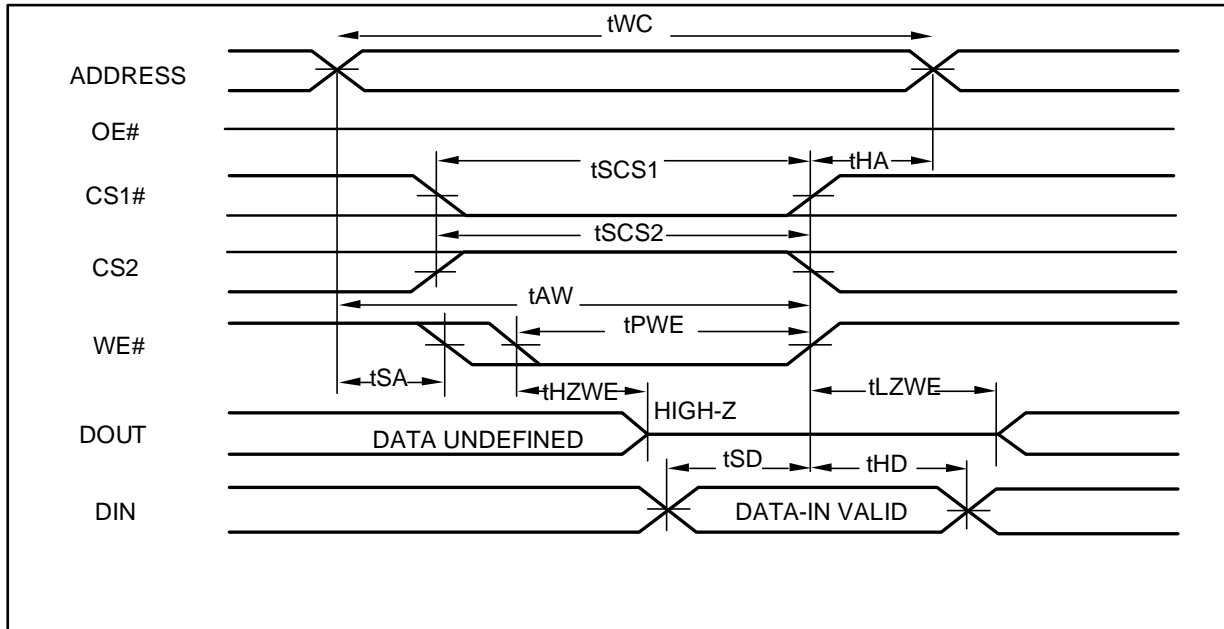 tWC
ADDRESS
OE#
tSCS1
tHA
CS1#
tSCS2
CS2
tAW
tPWE
WE#
tSA
tHZWE
tLZWE
HIGH-Z
DOUT
DATA UNDEFINED
tSD
tHD
DIN
DATA-IN VALID